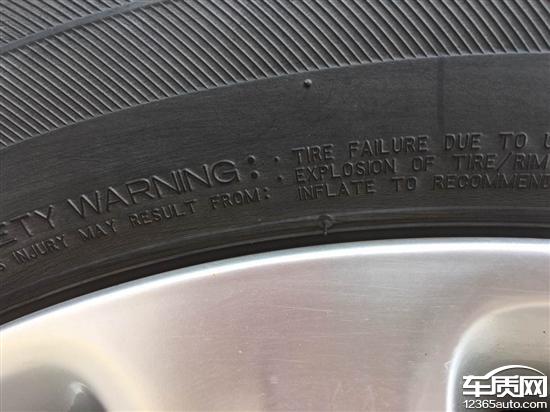 ETY WARNING:
S INJURY MAY RESULT FROM:
TIRE FAILURE DUE TO U
EXPLOSION OF TIRE/RIM
INFLATE TO RECOMMENDE
车质网
12365auto.com